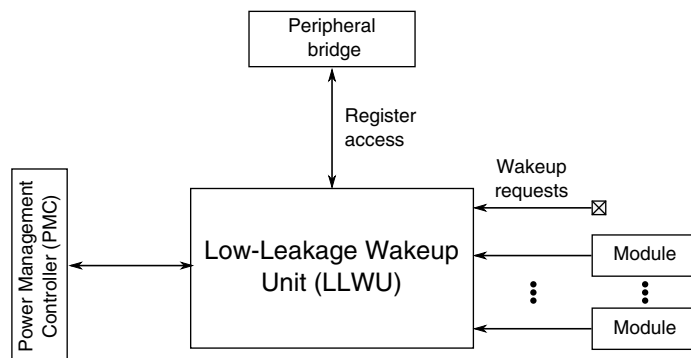 Peripheral
bridge
Register
access
Wakeup
requests
Power Management
Controller (PMC)
Low-Leakage Wakeup
Unit (LLWU)
Module
Module